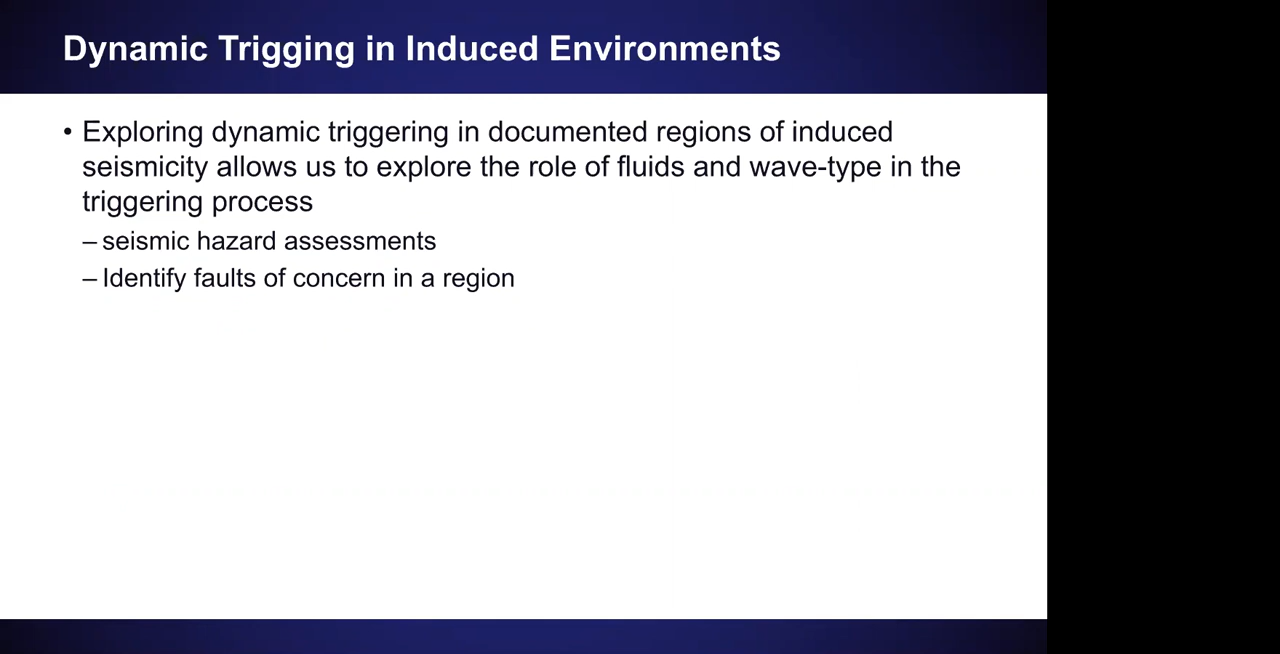 Dynamic Trigging in Induced Environments
• Exploring dynamic triggering in documented regions of induced
seismicity allows us to explore the role of fluids and wave-type in the
triggering process
– seismic hazard assessments
– Identify faults of concern in a region